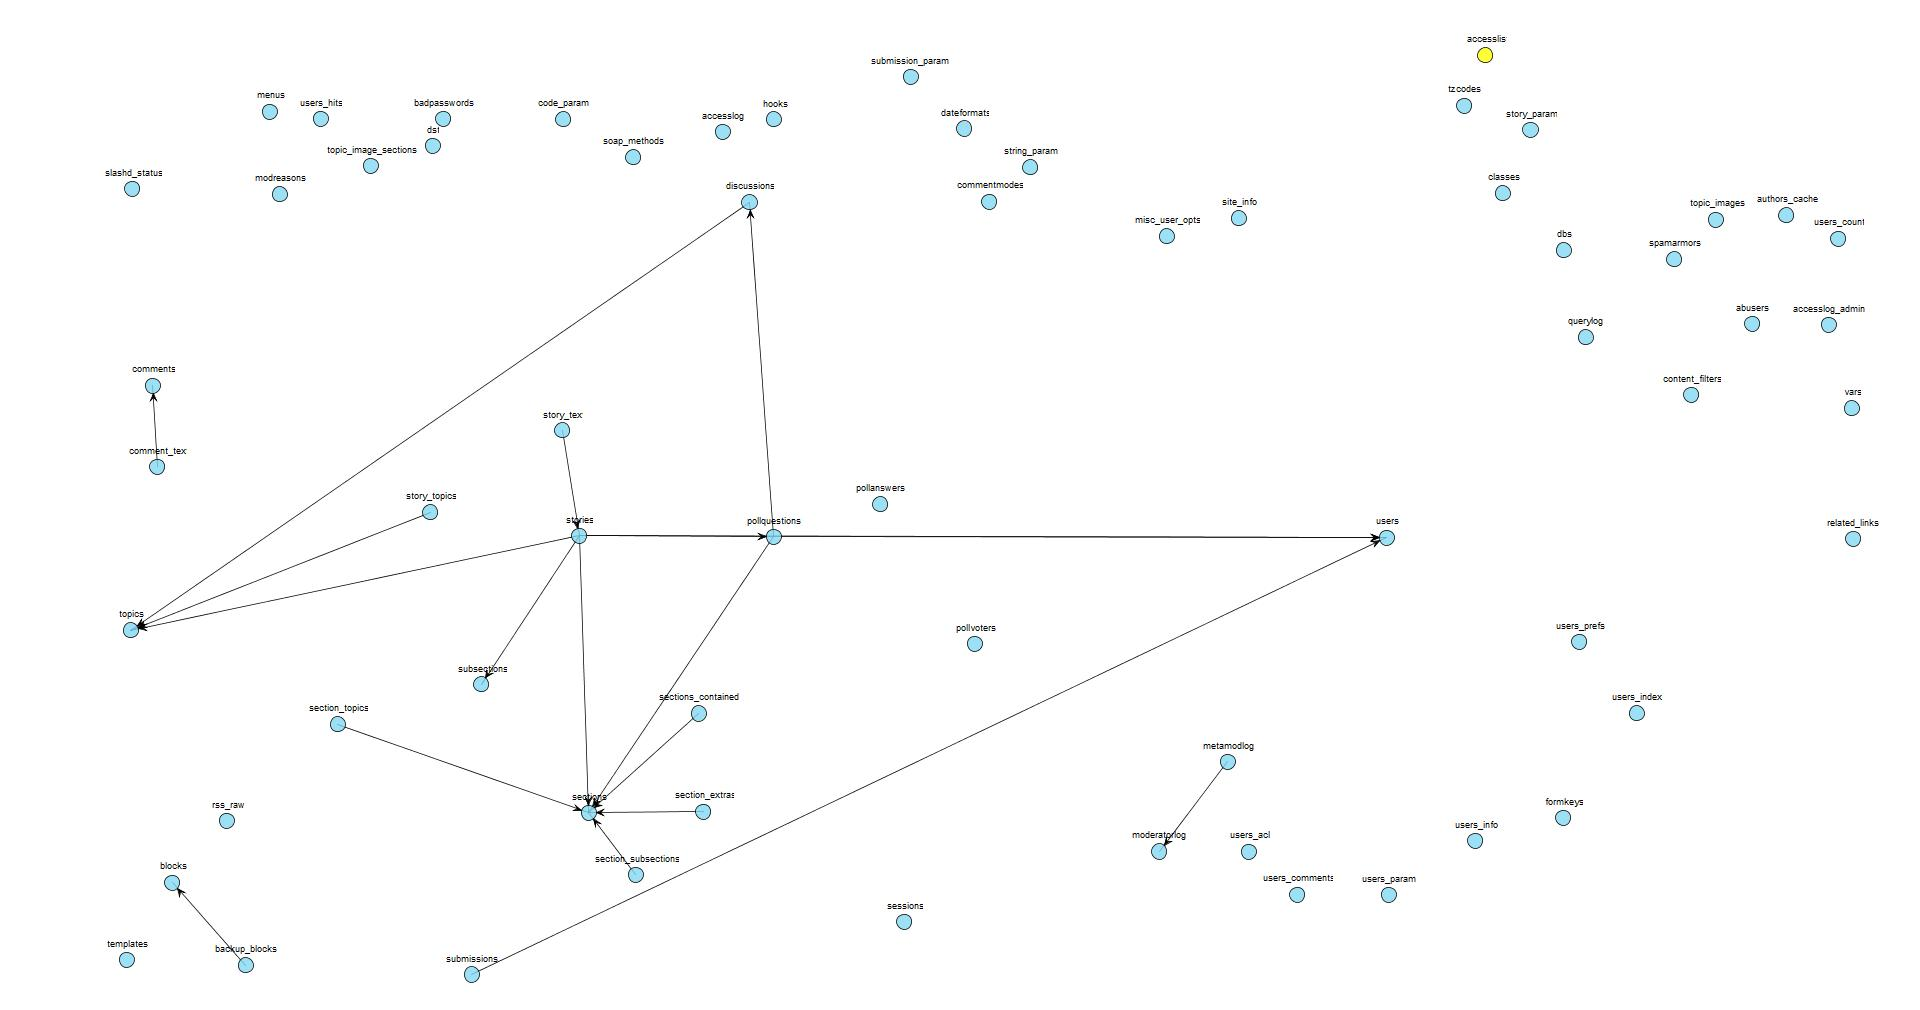 accesslis
submission_param
tzcodes
menus
users_hits
badpasswords
code_param
hooks
accesslog
dateformats
story_param
dst
topic_image_sections
soap_methods
string_param
slashd_status
modreasons
discussions
commentmodes
classes
misc_user_opts
site_info
topic_images
authors_cache
users_count
dbs
spamarmors
abusers
accesslog_admin
querylog
comments
content_filters
vars
story_tex
comment_tex
story_topics
pollanswers
stories
pollquestions
users
related_links
topics
pollvoters
users_prefs
subsections
sections_contained
users_index
section_topics
metamodlog
sections
section_extras
rss_raw
formkeys
moderatorlog
users_acl
users_info
section_subsections
blocks
users_comments
users_param
sessions
templates
backup_blocks
submissions